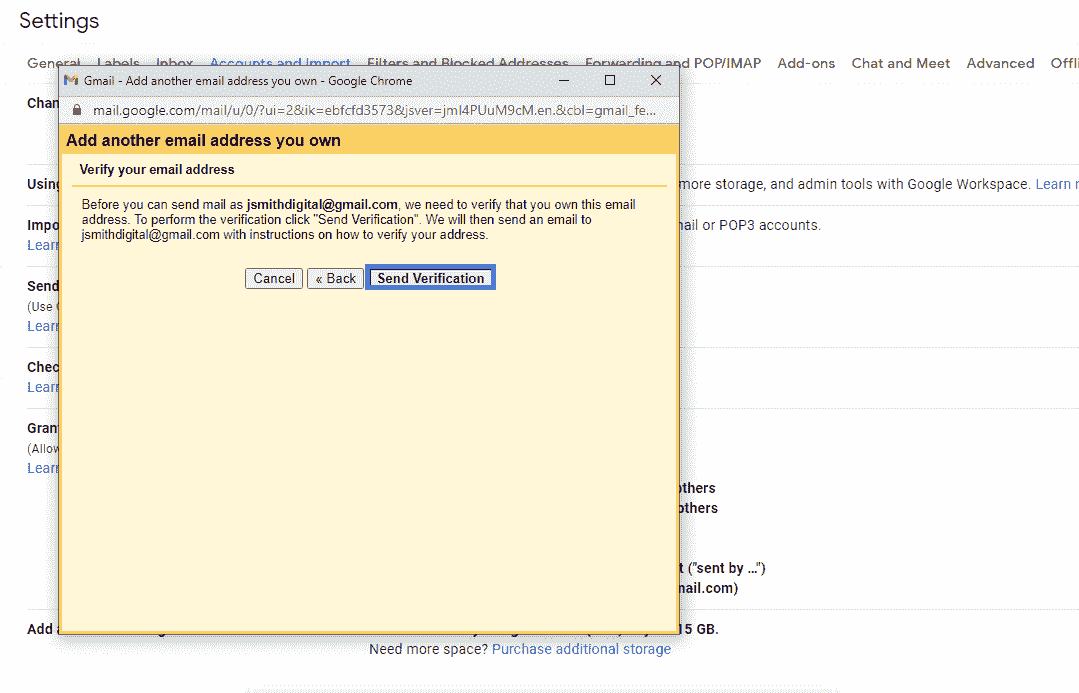 Settings
General Labels Inbox Accounts and Import Filters and Blocked Addresses Forwarding and POP/IMAP Add-ons Chat and Meet Advanced Offli
Gmail - Add another email address you own - Google Chrome
mail.google.com/mail/u/0/?ui=2&ik=ebfcfd3573&jsver=jmI4PUuM9cM.en.&cbl=gmail_fe...
Add another email address you own
Verify your email address
Before you can send mail as jsmithdigital@gmail.com, we need to verify that you own this email
address. To perform the verification click "Send Verification". We will then send an email to
jsmithdigital@gmail.com with instructions on how to verify your address.
Cancel « Back Send Verification
Chan
Using more storage, and admin tools with Google Workspace. Learn
Impo ail or POP3 accounts.
Learn
Send
(Use
Learn
Chec
Learn
Gran
(Allow
Learn
others
others
t ("sent by ...")
mail.com)
Add 15 GB.
Need more space? Purchase additional storage